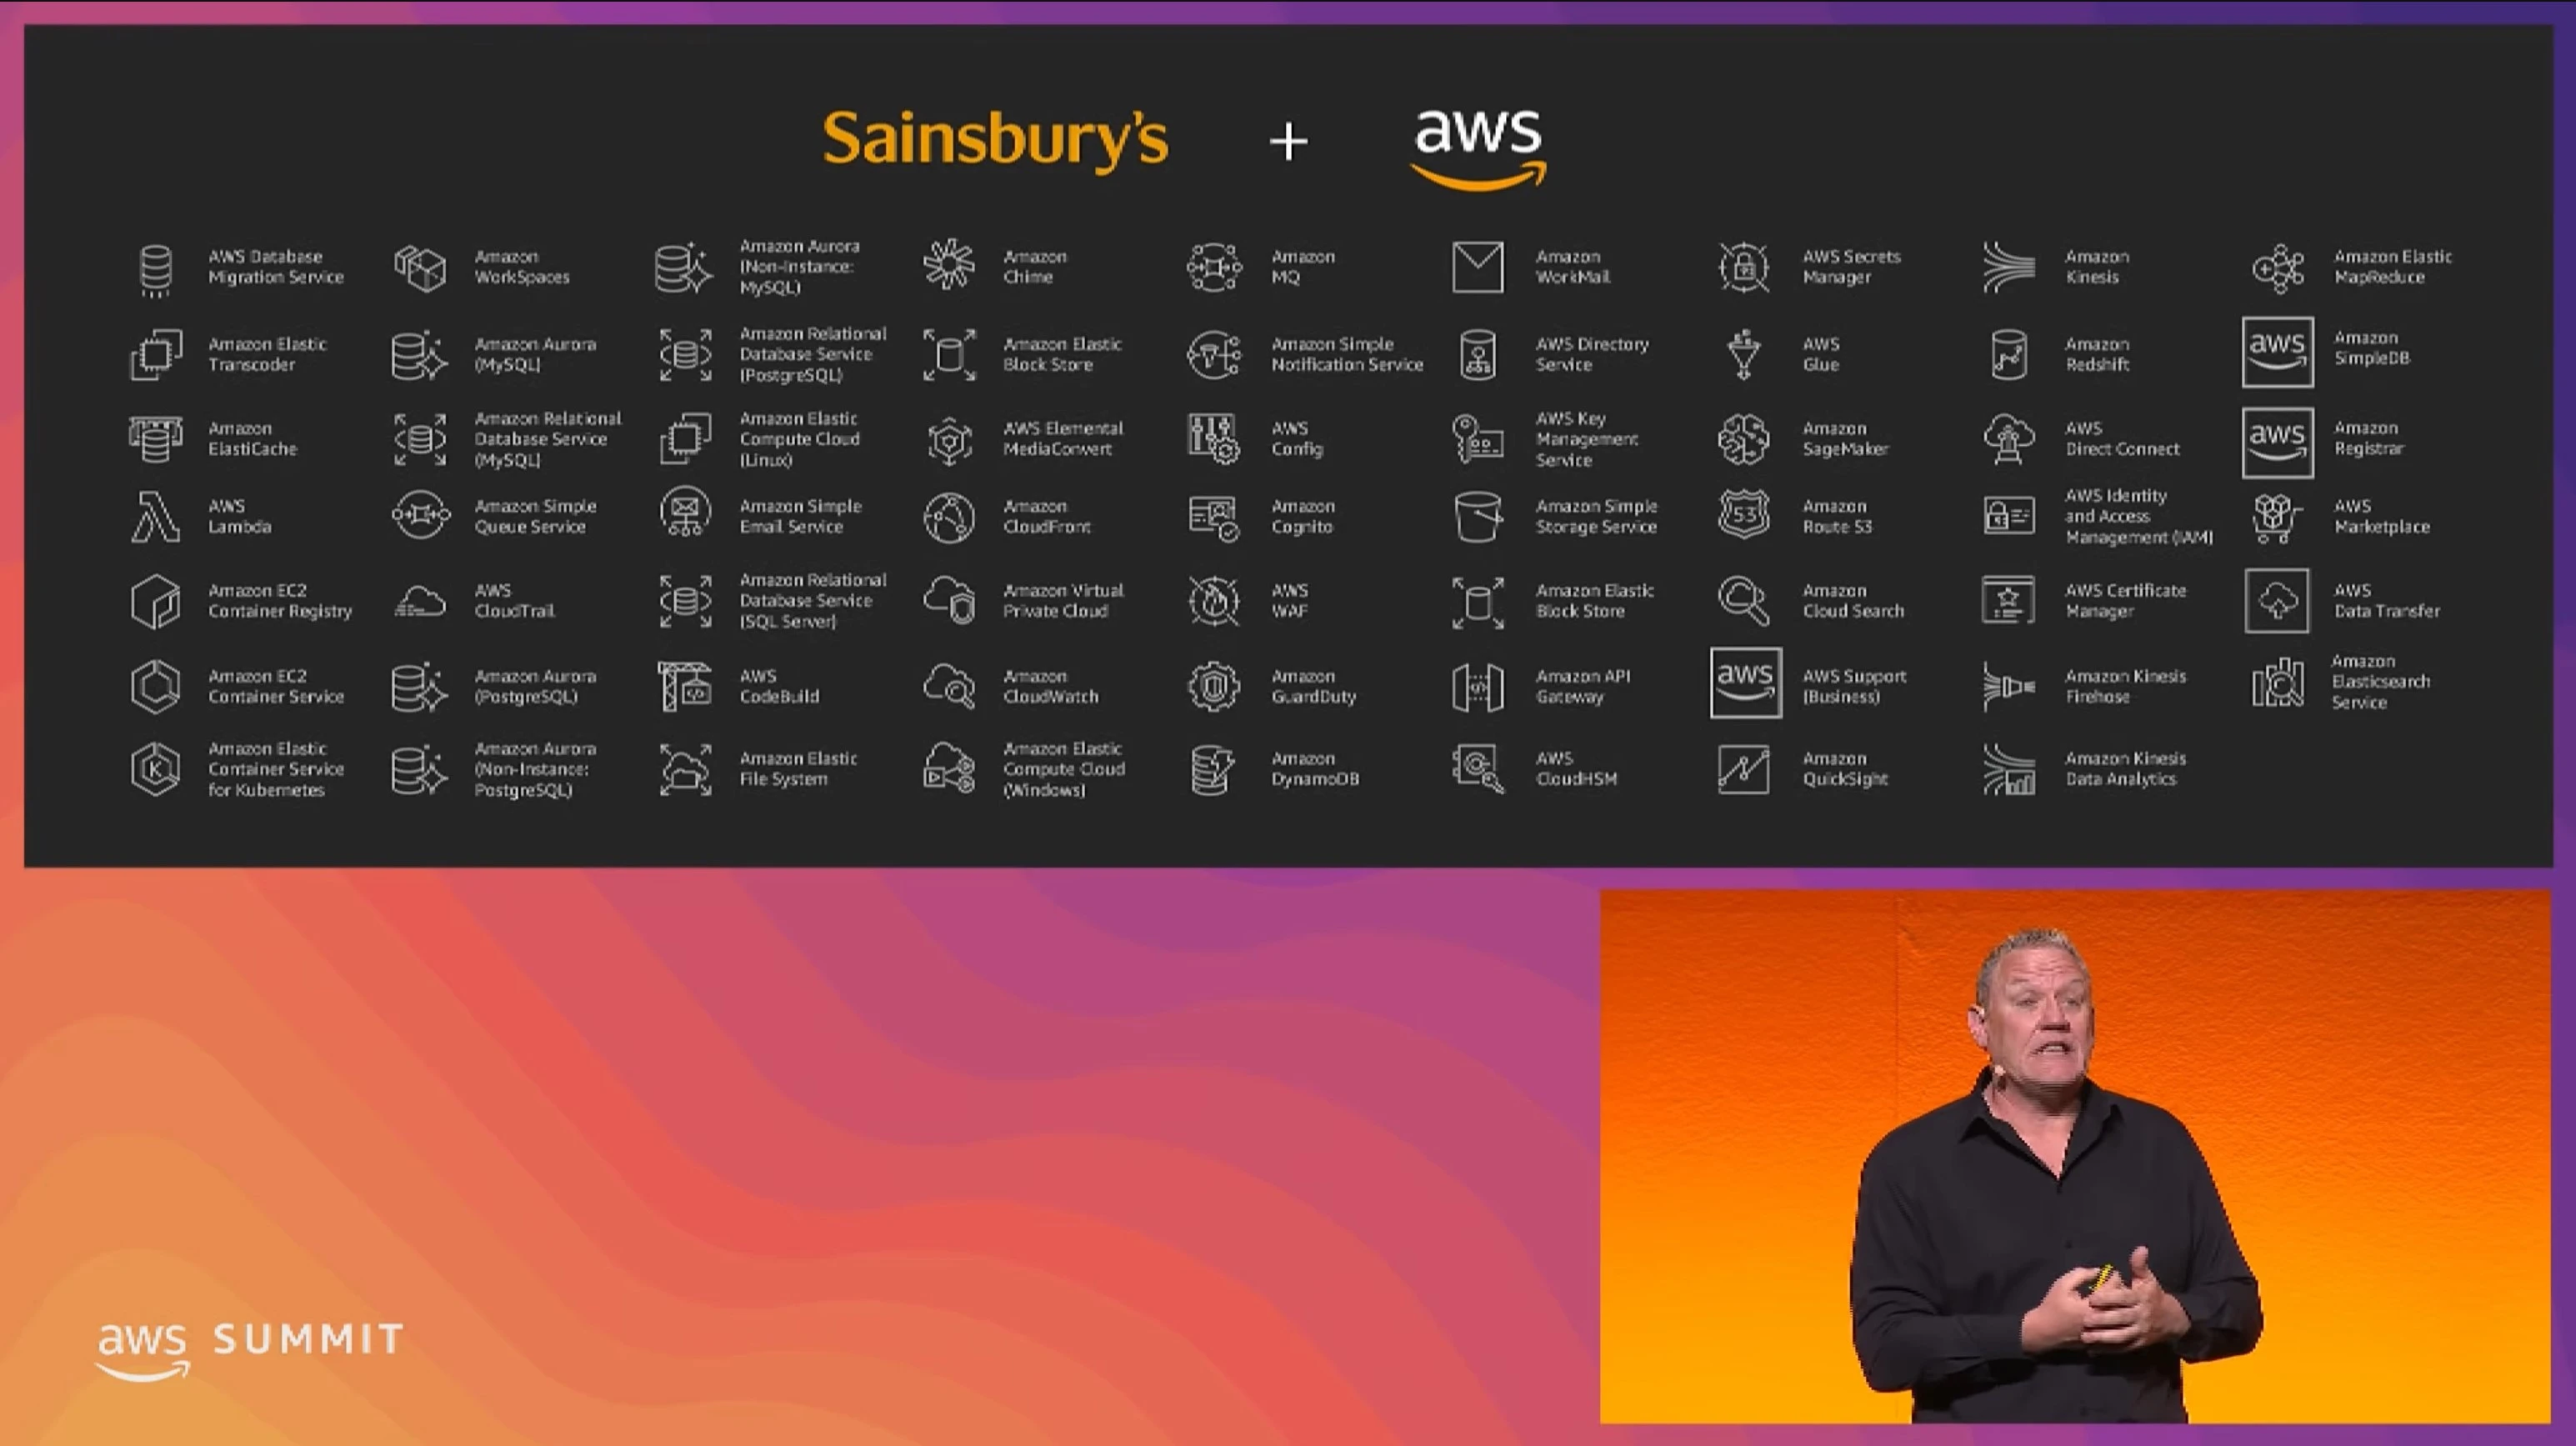 Sainsbury's + aws
AWS Database
Migration Service
Amazon
WorkSpaces
Amazon Aurora
(Non-Instance:
MySQL)
Amazon
Chime
Amazon
MQ
Amazon
WorkMail
AWS Secrets
Manager
Amazon
Kinesis
Amazon Elastic
MapReduce
Amazon Elastic
Transcoder
Amazon Aurora
(MySQL)
Amazon Relational
Database Service
(PostgreSQL)
Amazon Elastic
Block Store
Amazon Simple
Notification Service
AWS Directory
Service
AWS
Glue
Amazon
Redshift
aws
Amazon
SimpleDB
Amazon
ElastiCache
Amazon Relational
Database Service
(MySQL)
Amazon Elastic
Compute Cloud
(Linux)
AWS Elemental
MediaConvert
AWS
Config
AWS Key
Management
Service
Amazon
SageMaker
AWS
Direct Connect
aws
Amazon
Registrar
AWS
Lambda
Amazon Simple
Queue Service
Amazon Simple
Email Service
Amazon
CloudFront
Amazon
Cognito
Amazon Simple
Storage Service
53
Amazon
Route 53
AWS Identity
and Access
Management (IAM)
AWS
Marketplace
Amazon EC2
Container Registry
AWS
CloudTrail
Amazon Relational
Database Service
(SQL Server)
Amazon Virtual
Private Cloud
AWS
WAF
Amazon Elastic
Block Store
Amazon
Cloud Search
AWS Certificate
Manager
AWS
Data Transfer
Amazon EC2
Container Service
Amazon Aurora
(PostgreSQL)
AWS
CodeBuild
Amazon
CloudWatch
Amazon
GuardDuty
Amazon API
Gateway
aws
AWS Support
(Business)
Amazon Kinesis
Firehose
Amazon
Elasticsearch
Service
K
Amazon Elastic
Container Service
for Kubernetes
Amazon Aurora
(Non-Instance:
PostgreSQL)
Amazon Elastic
File System
Amazon Elastic
Compute Cloud
(Windows)
Amazon
DynamoDB
AWS
CloudHSM
Amazon
QuickSight
Amazon Kinesis
Data Analytics
aws SUMMIT